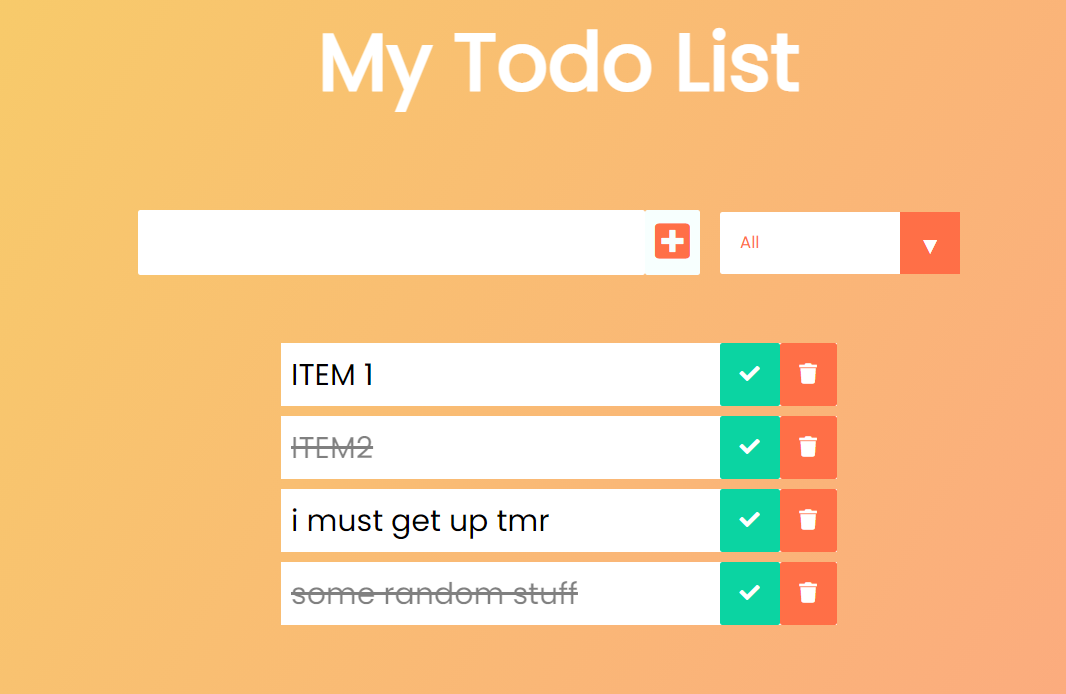 My Todo List
All
ITEM 1
ITEM2
i must get up tmr
some random stuff